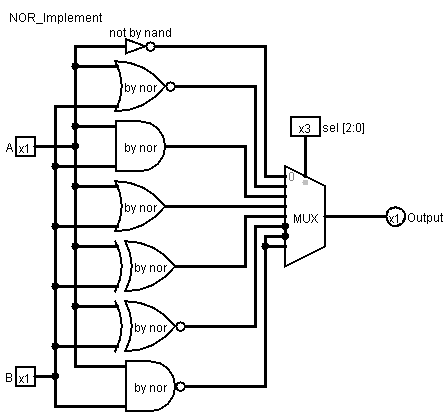 NOR_Implement
not by nand
by nor
x3 sel [2:0]
A x1
by nor
0
by nor
MUX
x1 Output
by nor
by nor
B x1
by nor